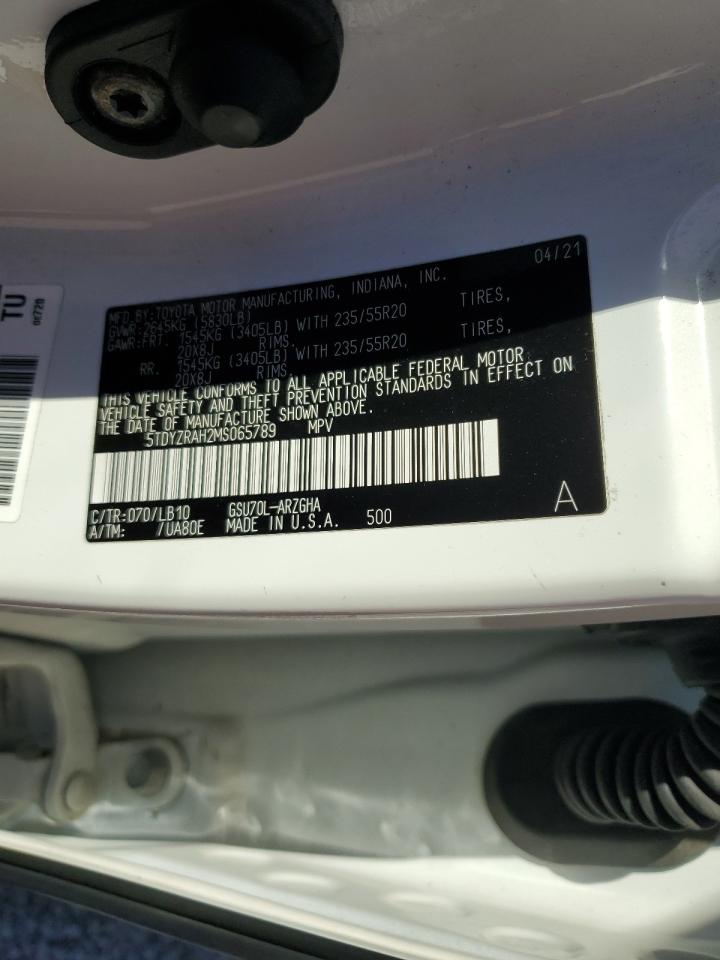 04/21
MFD.BY:TOYOTA MOTOR MANUFACTURING, INDIANA, INC.
GVWR:2645KG (5830LB)
GAWR:FRT. 1545KG (3405LB) WITH 235/55R20 TIRES,
20X8J RIMS.
RR. 1545KG (3405LB) WITH 235/55R20 TIRES,
20X8J RIMS.
THIS VEHICLE CONFORMS TO ALL APPLICABLE FEDERAL MOTOR
VEHICLE SAFETY AND THEFT PREVENTION STANDARDS IN EFFECT ON
THE DATE OF MANUFACTURE SHOWN ABOVE.
5TDYZRAH2MS065789 MPV
C/TR:070/LB10 GSU70L-ARZGHA
A/TM: /UA80E MADE IN U.S.A. 500
A
TU